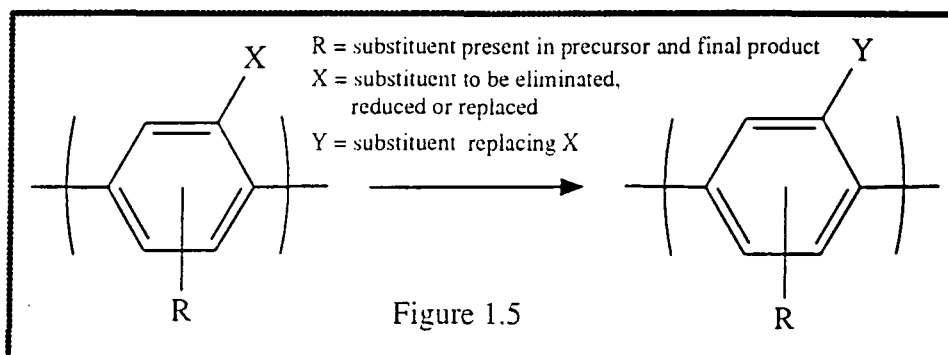 X
R = substituent present in precursor and final product
X = substituent to be eliminated,
reduced or replaced
Y = substituent replacing X
Y
R
R
Figure 1.5